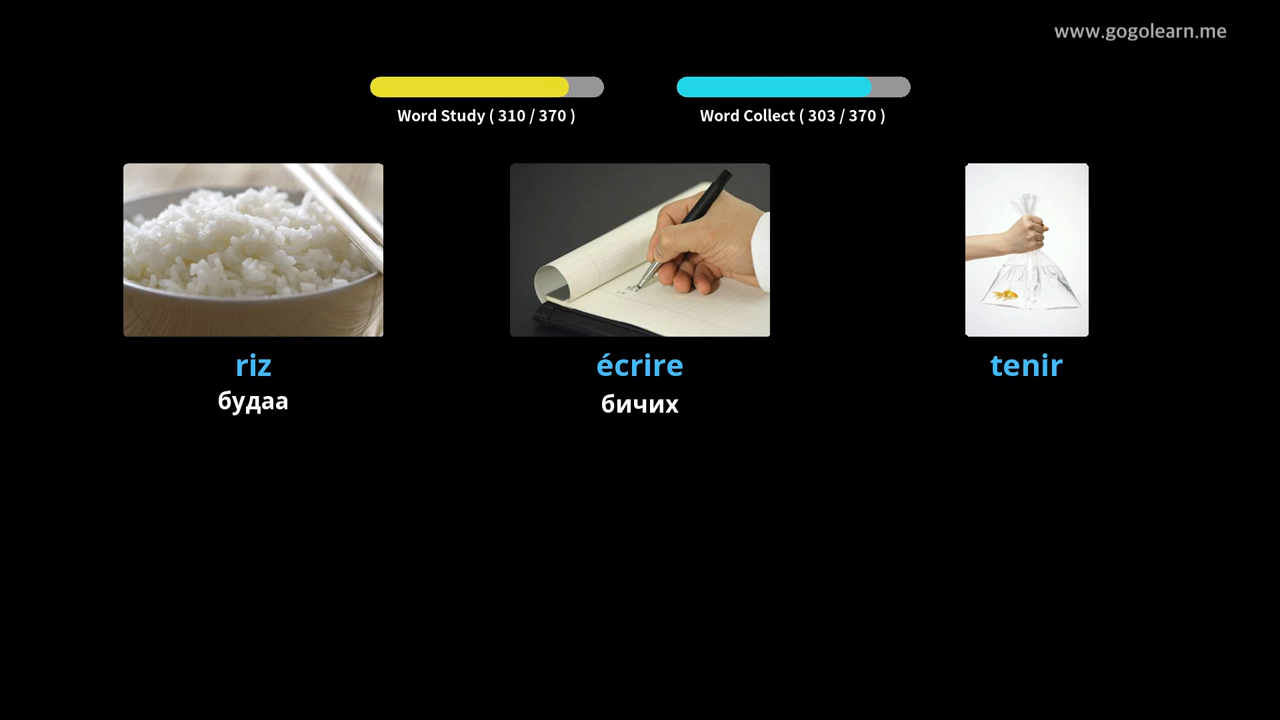 www.gogolearn.me
Word Study ( 310 / 370 )
Word Collect ( 303 / 370 )
riz
écrire
tenir
будаа
бичих